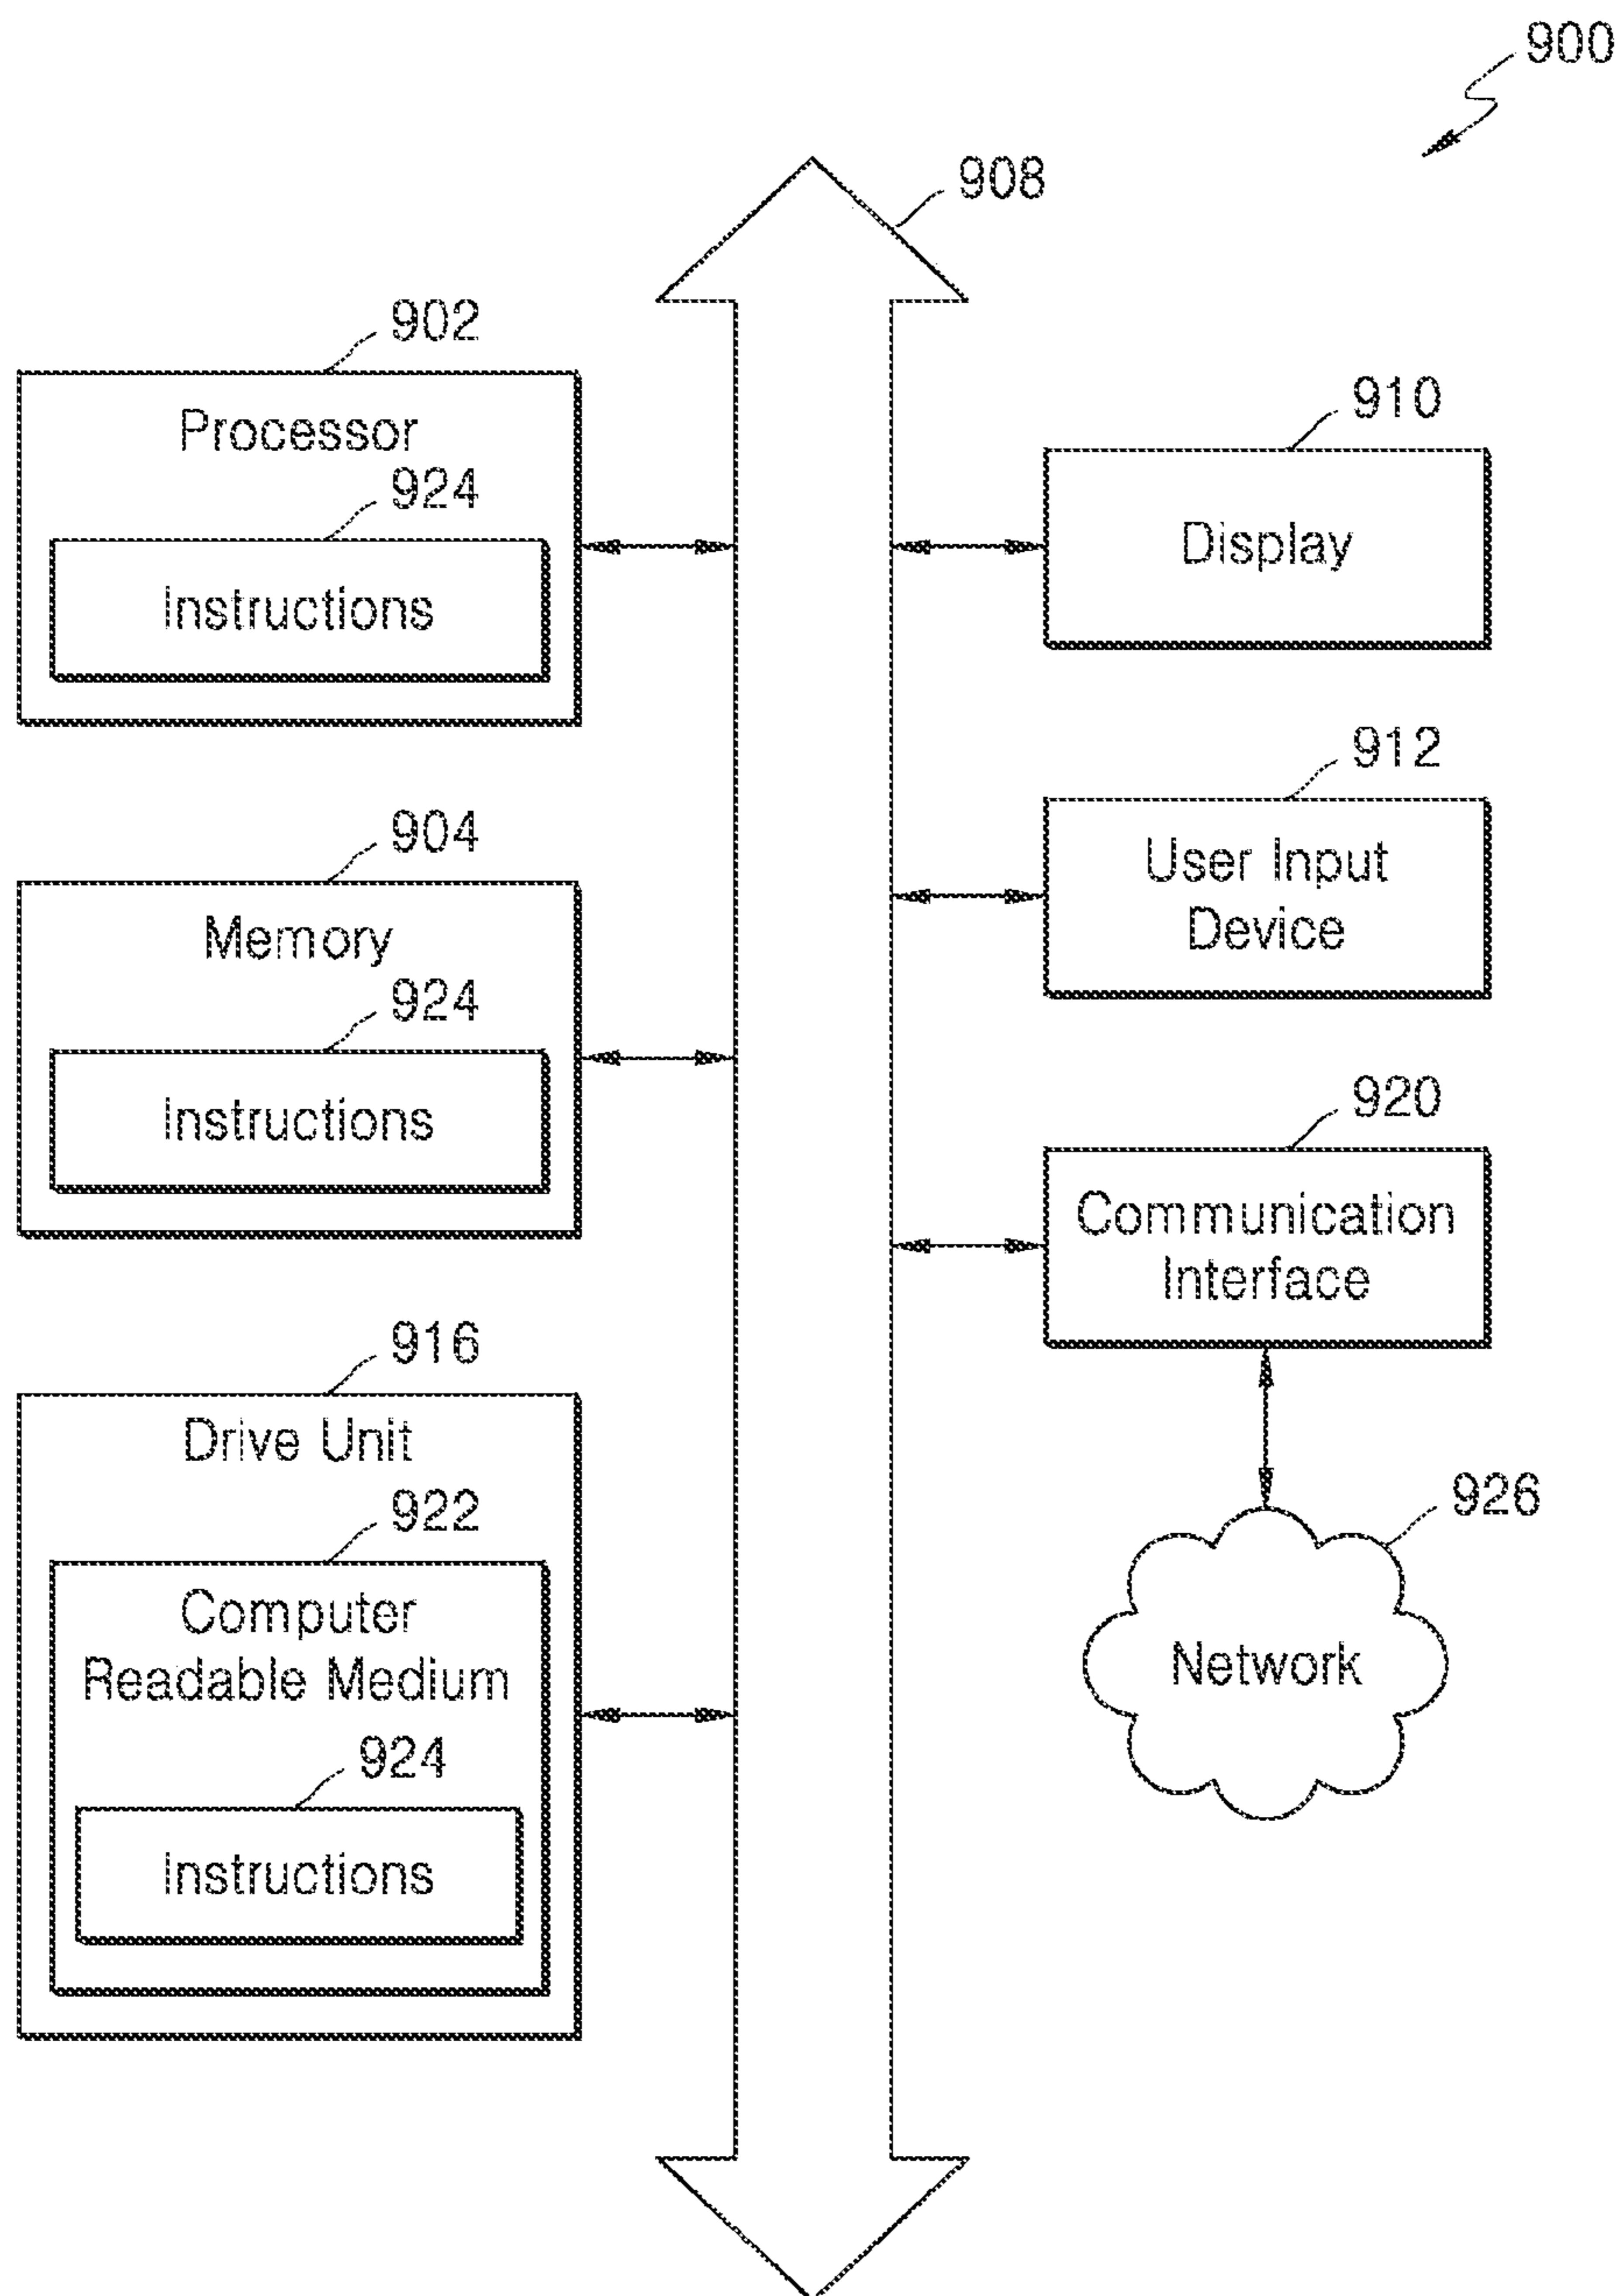 900
908
902
Processor
924
Instructions
904
Memory
924
Instructions
916
Drive Unit
922
Computer
Readable Medium
924
Instructions
910
Display
912
User Input
Device
920
Communication
Interface
926
Network